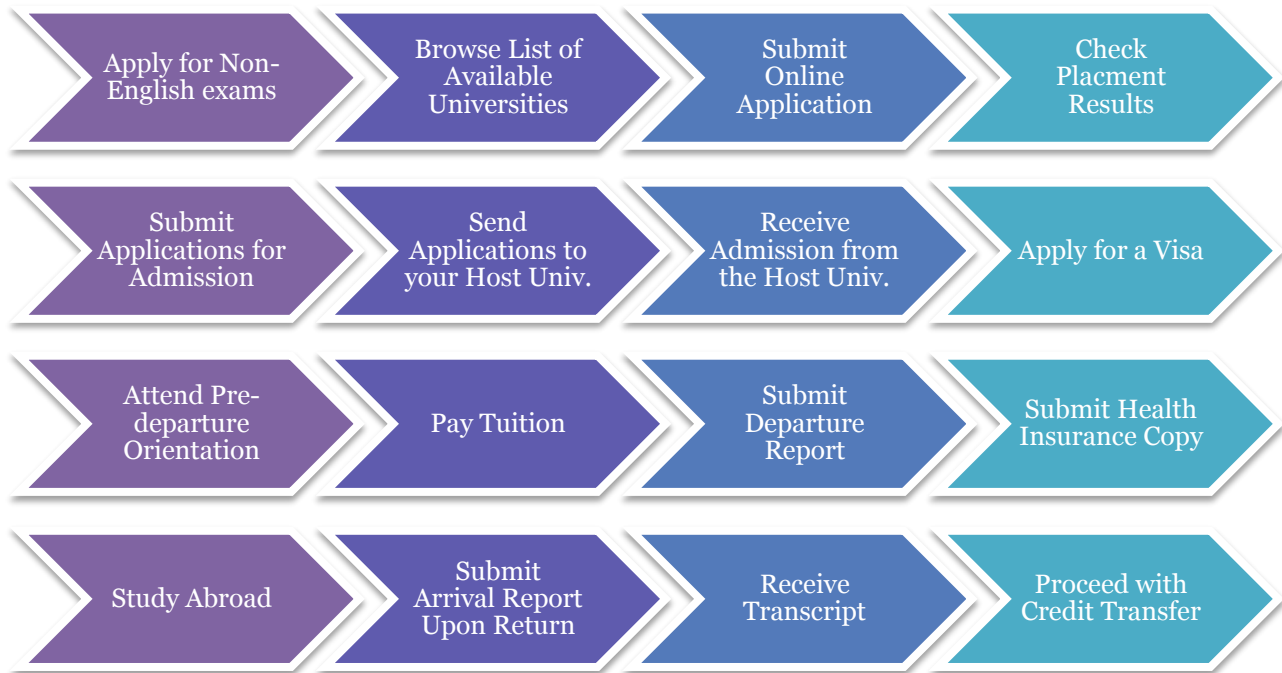 Apply for Non-
English exams
Browse List of
Available
Universities
Submit
Online
Application
Check
Placment
Results
Submit
Applications for
Admission
Send
Applications to
your Host Univ.
Receive
Admission from
the Host Univ.
Apply for a Visa
Attend Pre-
departure
Orientation
Pay Tuition
Submit
Departure
Report
Submit Health
Insurance Copy
Study Abroad
Submit
Arrival Report
Upon Return
Receive
Transcript
Proceed with
Credit Transfer